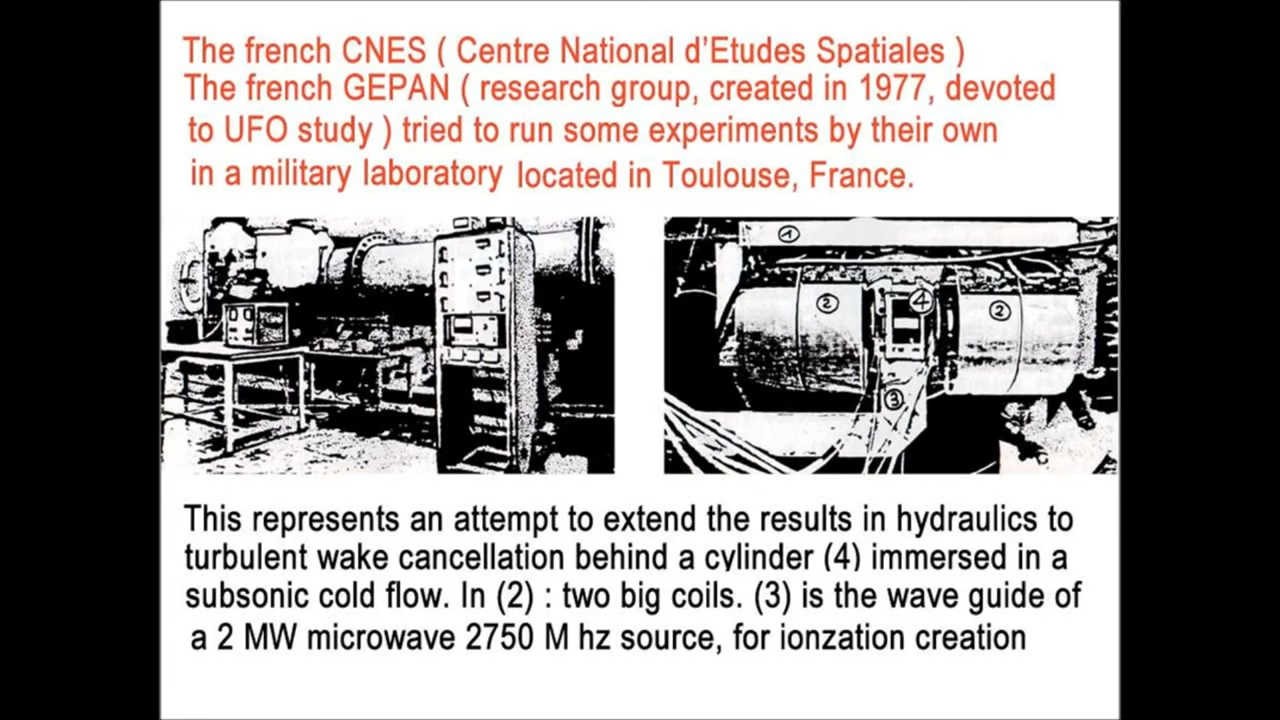 The french CNES ( Centre National d'Etudes Spatiales )
The french GEPAN ( research group, created in 1977, devoted
to UFO study ) tried to run some experiments by their own
in a military laboratory located in Toulouse, France.
1
2
4
2
3
This represents an attempt to extend the results in hydraulics to
turbulent wake cancellation behind a cylinder (4) immersed in a
subsonic cold flow. In (2) : two big coils. (3) is the wave guide of
a 2 MW microwave 2750 M hz source, for ionzation creation